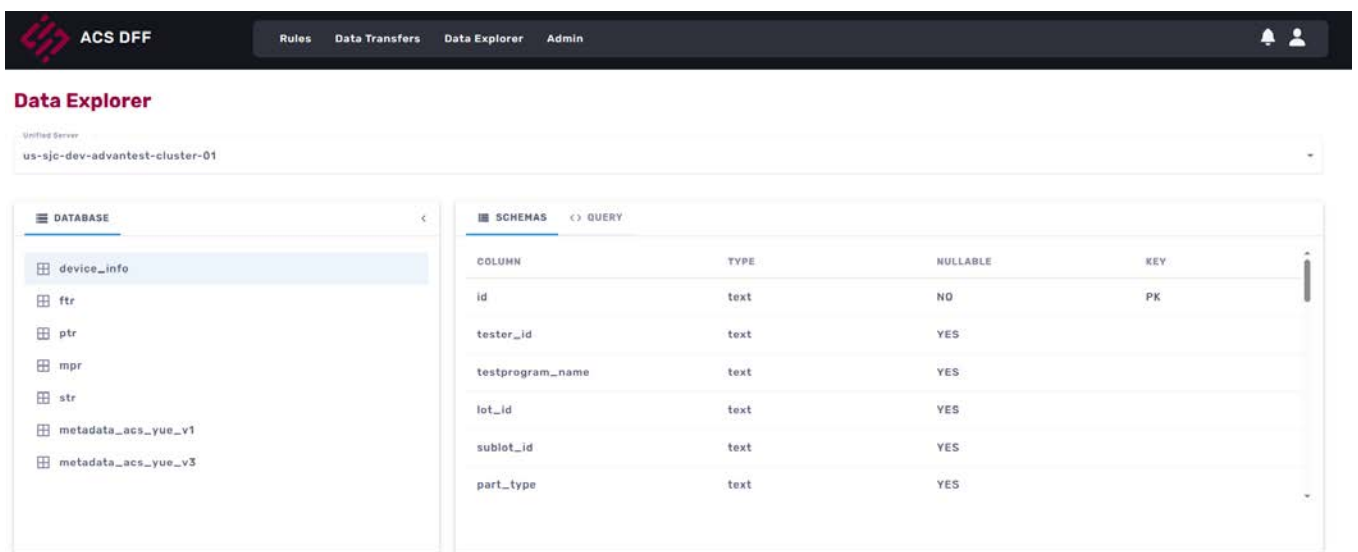 ACS DFF
Rules Data Transfers Data Explorer Admin
Data Explorer
Unified Server
us-sjc-dev-advantest-cluster-01
DATABASE
device_info
ftr
ptr
mpr
str
metadata_acs_yue_v1
metadata_acs_yue_v3
SCHEMAS <> QUERY
COLUMN TYPE NULLABLE KEY
id text NO PK
tester_id text YES
testprogram_name text YES
lot_id text YES
sublot_id text YES
part_type text YES